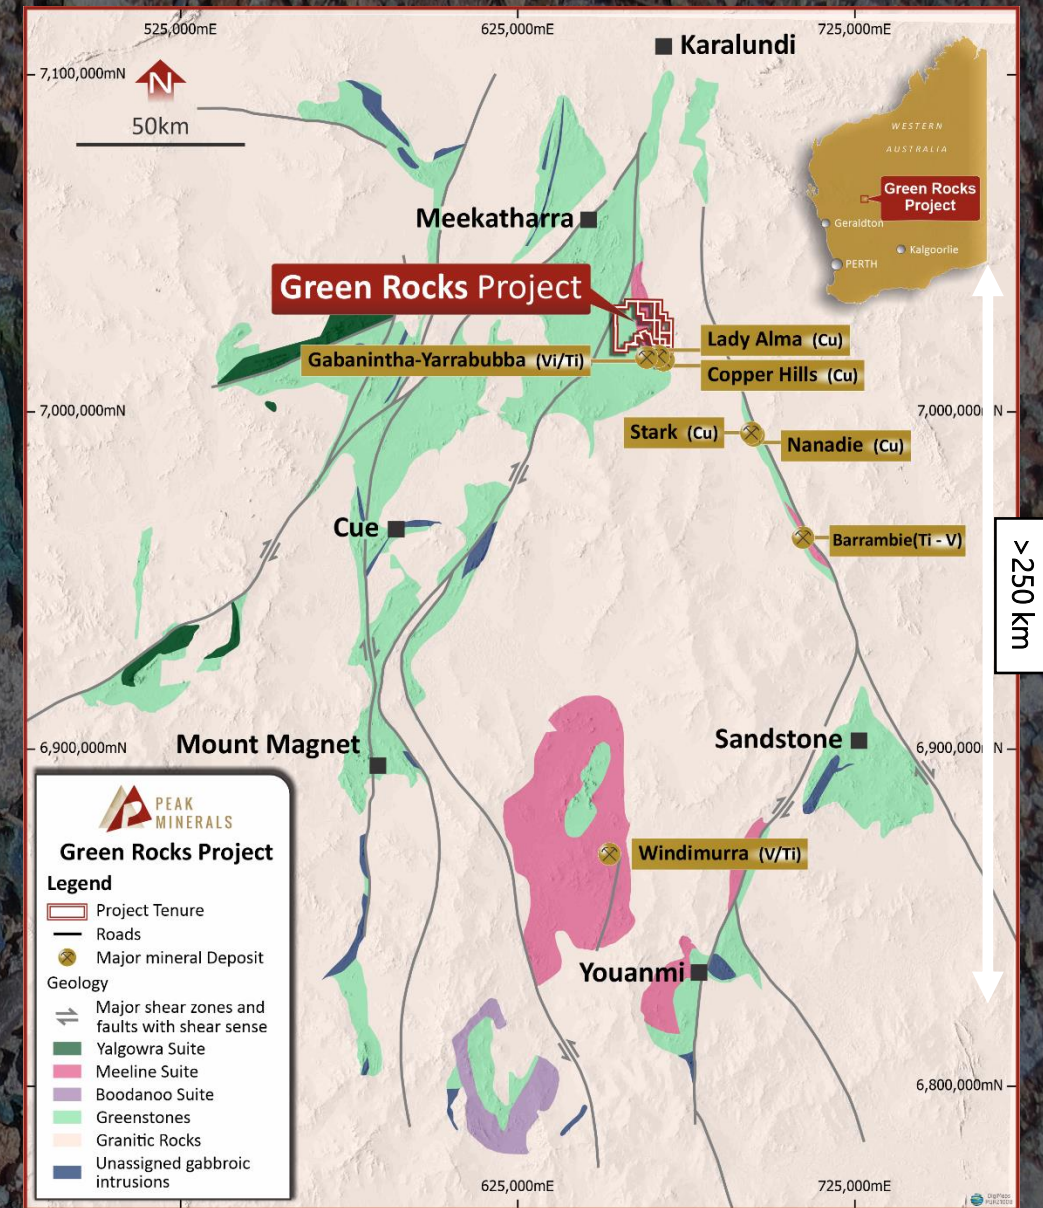 525,000mE
625,000mE
725,000mE
Karalundi
7,100,000mN
N
50km
WESTERN
AUSTRALIA
Green Rocks
Project
Geraldton
Kalgoorlie
PERTH
Meekatharra
Green Rocks Project
Lady Alma (Cu)
Gabanintha-Yarrabubba (Vi/Ti)
Copper Hills (Cu)
7,000,000mN
7,000,000mN
Stark (Cu)
Nanadie (Cu)
Cue
Barrambie(Ti - V)
>250 km
Mount Magnet
Sandstone
6,900,000mN
6,900,000mN
PEAK
MINERALS
Green Rocks Project
Legend
Project Tenure
Roads
Major mineral Deposit
Geology
Major shear zones and
faults with shear sense
Yalgowra Suite
Meeline Suite
Boodanoo Suite
Greenstones
Granitic Rocks
Unassigned gabbroic
intrusions
Windimurra (V/Ti)
Youanmi
6,800,000mN
625,000mE
725,000mE